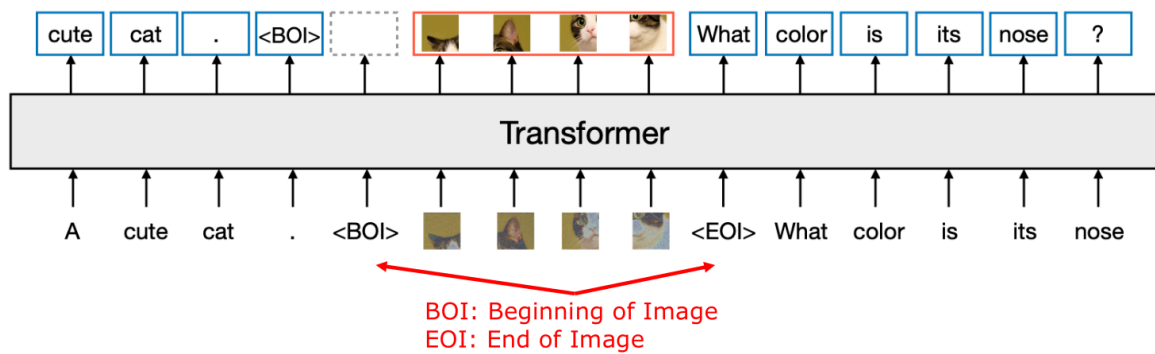 cute cat . <BOI> What color is its nose ?
Transformer
A cute cat . <BOI> <EOI> What color is its nose
BOI: Beginning of Image
EOI: End of Image